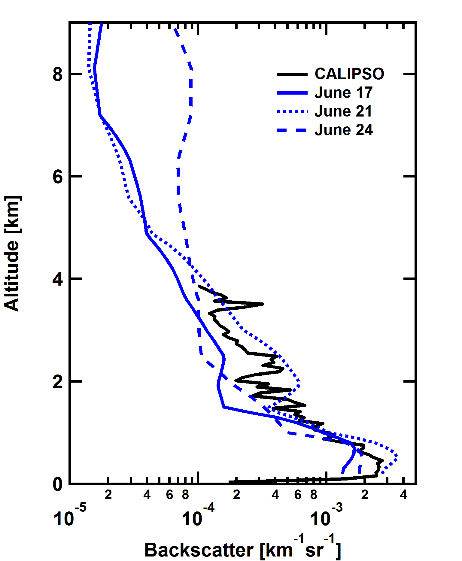 CALIPSO
June 17
June 21
June 24
8
6
4
2
0
Altitude [km]
10^-5 2 4 6 8 10^-4 2 4 6 8 10^-3 2 4
Backscatter [km^-1 sr^-1]